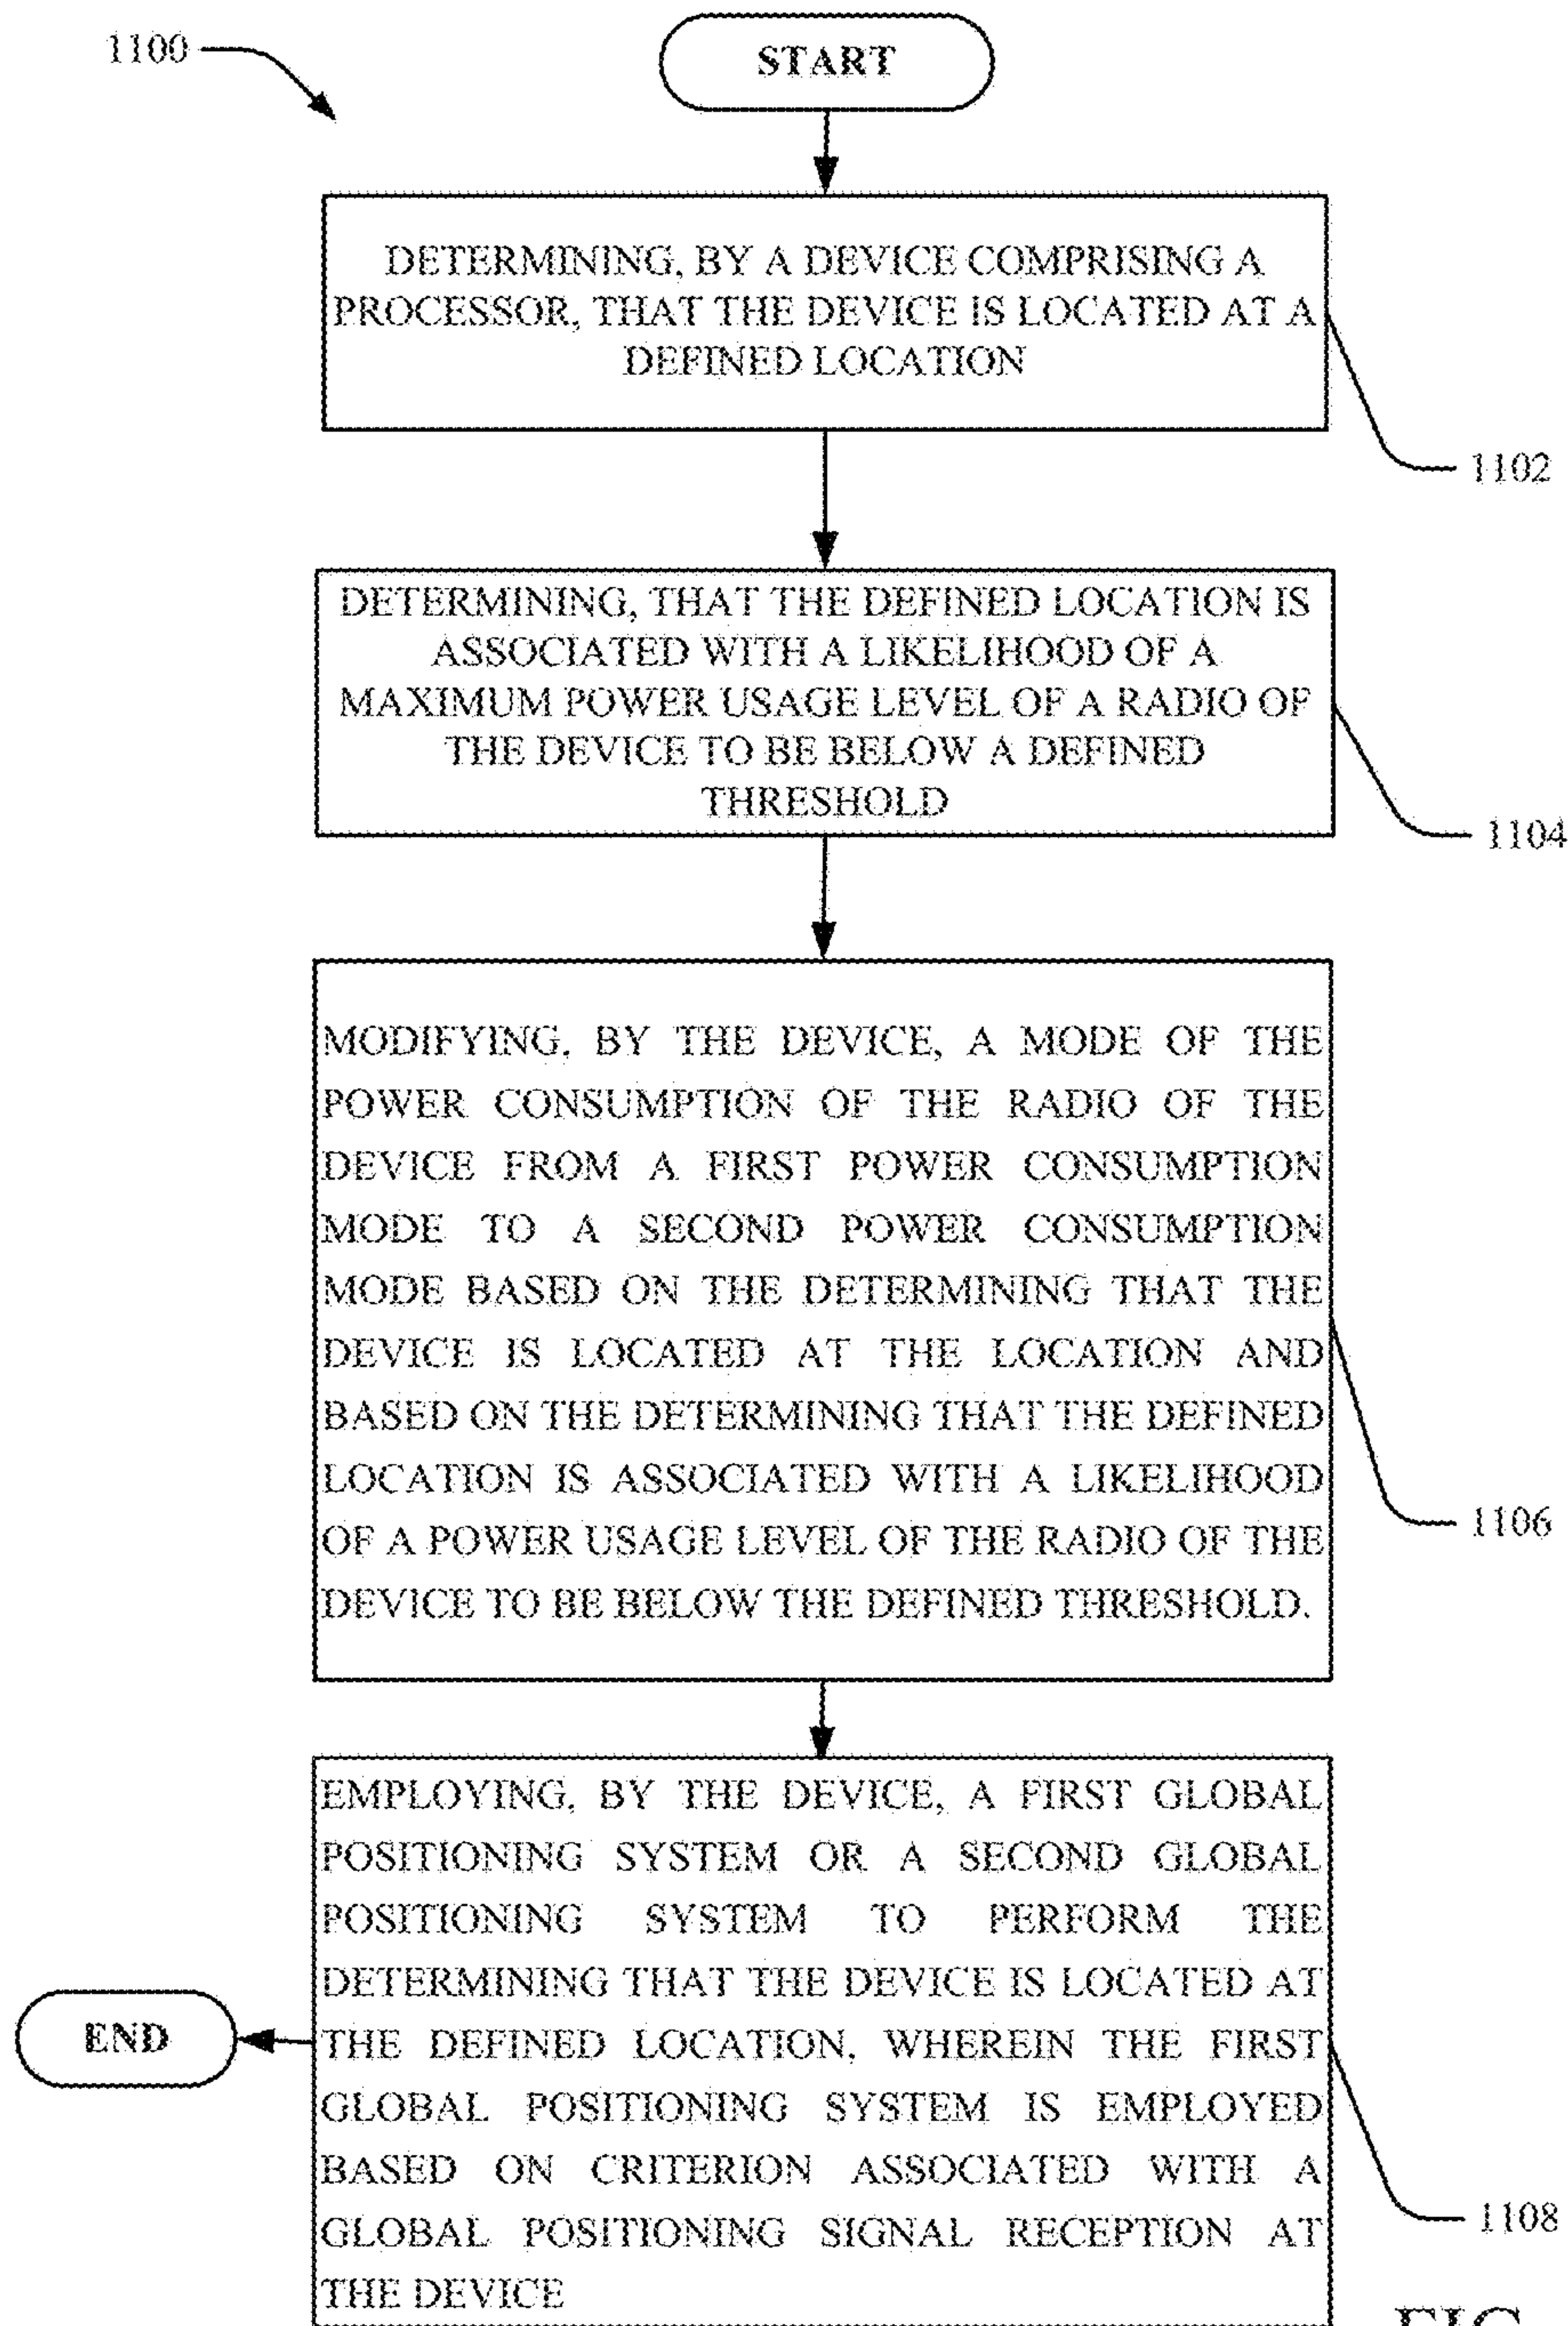 1100
START
DETERMINING, BY A DEVICE COMPRISING A
PROCESSOR, THAT THE DEVICE IS LOCATED AT A
DEFINED LOCATION
1102
DETERMINING, THAT THE DEFINED LOCATION IS
ASSOCIATED WITH A LIKELIHOOD OF A
MAXIMUM POWER USAGE LEVEL OF A RADIO OF
THE DEVICE TO BE BELOW A DEFINED
THRESHOLD
1104
MODIFYING, BY THE DEVICE, A MODE OF THE
POWER CONSUMPTION OF THE RADIO OF THE
DEVICE FROM A FIRST POWER CONSUMPTION
MODE TO A SECOND POWER CONSUMPTION
MODE BASED ON THE DETERMINING THAT THE
DEVICE IS LOCATED AT THE LOCATION AND
BASED ON THE DETERMINING THAT THE DEFINED
LOCATION IS ASSOCIATED WITH A LIKELIHOOD
OF A POWER USAGE LEVEL OF THE RADIO OF THE
DEVICE TO BE BELOW THE DEFINED THRESHOLD.
1106
EMPLOYING, BY THE DEVICE, A FIRST GLOBAL
POSITIONING SYSTEM OR A SECOND GLOBAL
POSITIONING SYSTEM TO PERFORM THE
DETERMINING THAT THE DEVICE IS LOCATED AT
THE DEFINED LOCATION, WHEREIN THE FIRST
GLOBAL POSITIONING SYSTEM IS EMPLOYED
BASED ON CRITERION ASSOCIATED WITH A
GLOBAL POSITIONING SIGNAL RECEPTION AT
THE DEVICE
END
1108